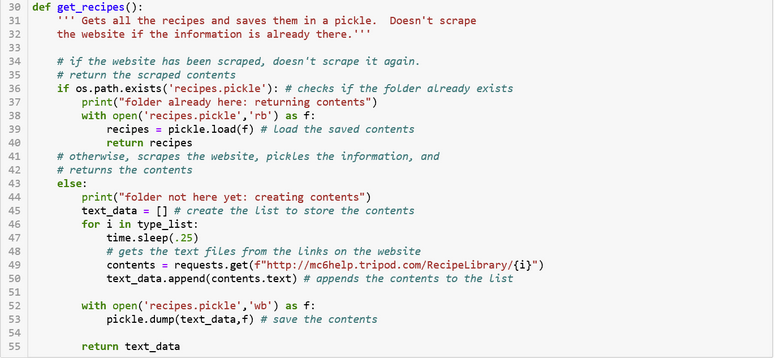 30 def get_recipes():
31     ''' Gets all the recipes and saves them in a pickle.  Doesn't scrape
32     the website if the information is already there.'''
33
34     # if the website has been scraped, doesn't scrape it again.
35     # return the scraped contents
36     if os.path.exists('recipes.pickle'): # checks if the folder already exists
37         print("folder already here: returning contents")
38         with open('recipes.pickle','rb') as f:
39             recipes = pickle.load(f) # load the saved contents
40             return recipes
41     # otherwise, scrapes the website, pickles the information, and
42     # returns the contents
43     else:
44         print("folder not here yet: creating contents")
45         text_data = [] # create the list to store the contents
46         for i in type_list:
47             time.sleep(.25)
48             # gets the text files from the links on the website
49             contents = requests.get(f"http://mc6help.tripod.com/RecipeLibrary/{i}")
50             text_data.append(contents.text) # appends the contents to the list
51
52         with open('recipes.pickle','wb') as f:
53             pickle.dump(text_data,f) # save the contents
54
55         return text_data